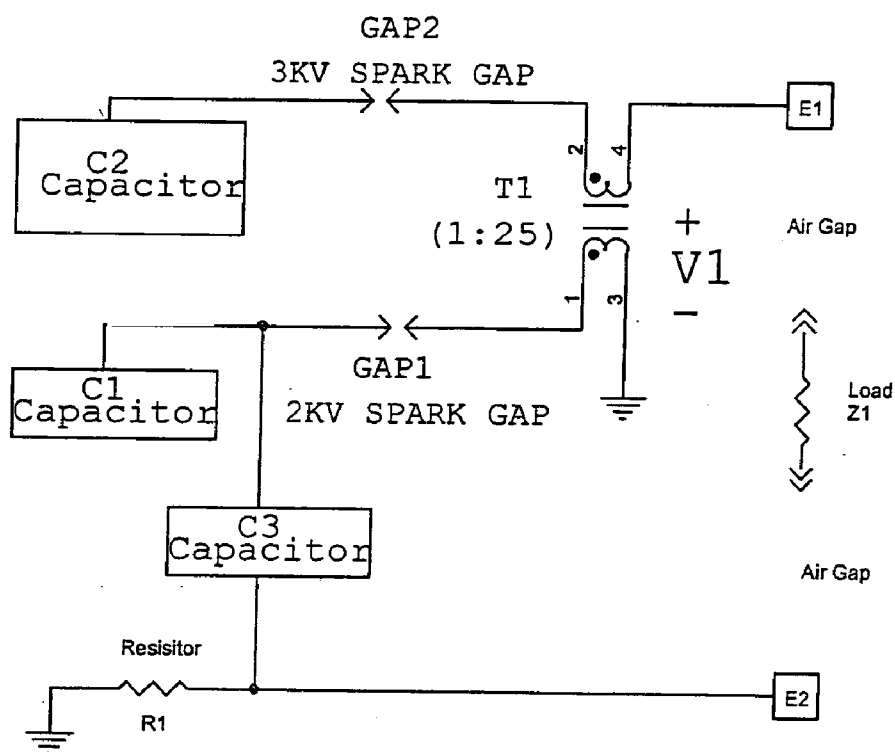 GAP2
3KV SPARK GAP
E1
C2
Capacitor
2
4
T1
(1:25)
+
V1
-
Air Gap
1
3
C1
Capacitor
GAP1
2KV SPARK GAP
Load
Z1
C3
Capacitor
Air Gap
Resisitor
R1
E2